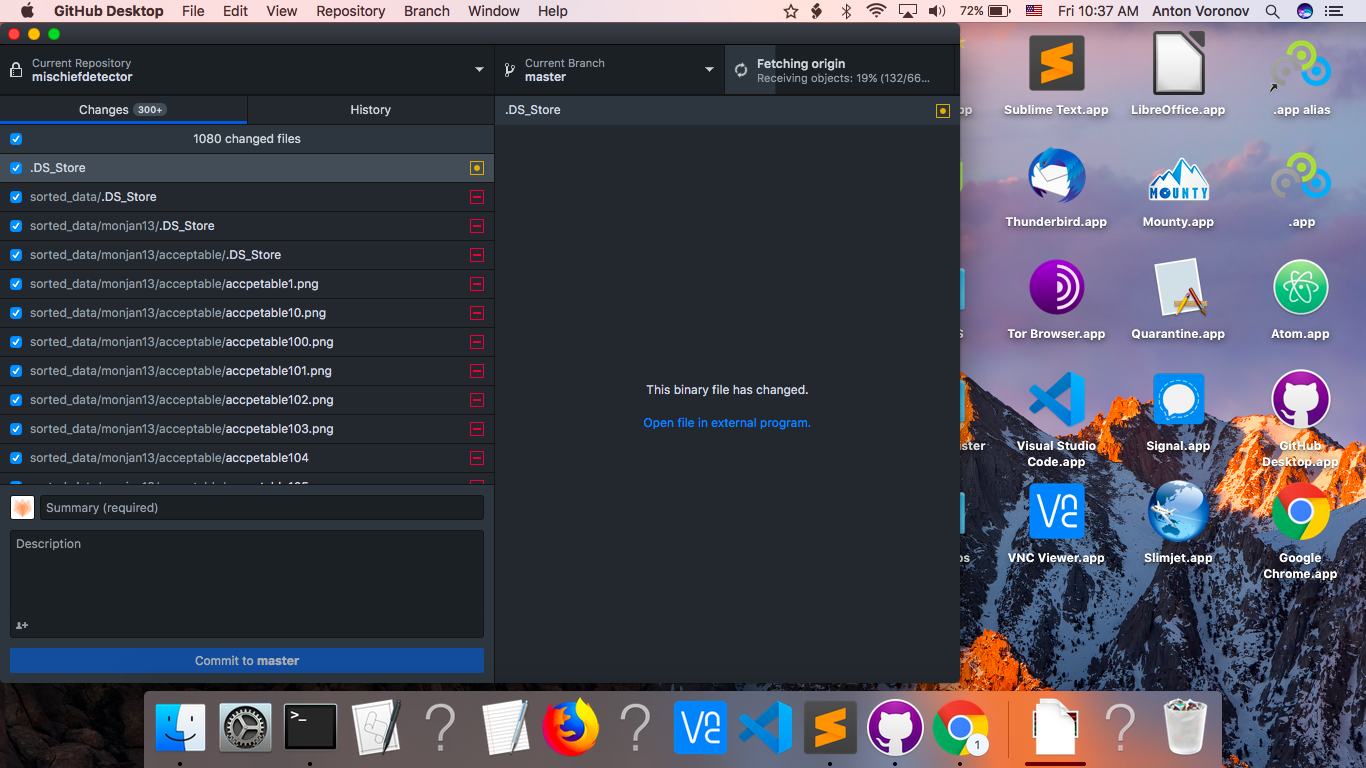 GitHub Desktop File Edit View Repository Branch Window Help 72% Fri 10:37 AM Anton Voronov
Current Repository
mischiefdetector
Current Branch
master
Fetching origin
Receiving objects: 19% (132/66...
Changes 300+
History
.DS_Store
1080 changed files
.DS_Store
sorted_data/.DS_Store
sorted_data/monjan13/.DS_Store
sorted_data/monjan13/acceptable/.DS_Store
sorted_data/monjan13/acceptable/accpetable1.png
sorted_data/monjan13/acceptable/accpetable10.png
sorted_data/monjan13/acceptable/accpetable100.png
sorted_data/monjan13/acceptable/accpetable101.png
sorted_data/monjan13/acceptable/accpetable102.png
sorted_data/monjan13/acceptable/accpetable103.png
sorted_data/monjan13/acceptable/accpetable104
This binary file has changed.
Open file in external program.
Summary (required)
Description
Commit to master
Sublime Text.app
LibreOffice.app
.app alias
Thunderbird.app
Mounty.app
.app
MOUNTY
Tor Browser.app
Quarantine.app
Atom.app
Visual Studio
Code.app
Signal.app
GitHub
Desktop.app
VNC Viewer.app
Slimjet.app
Google
Chrome.app
>_
1